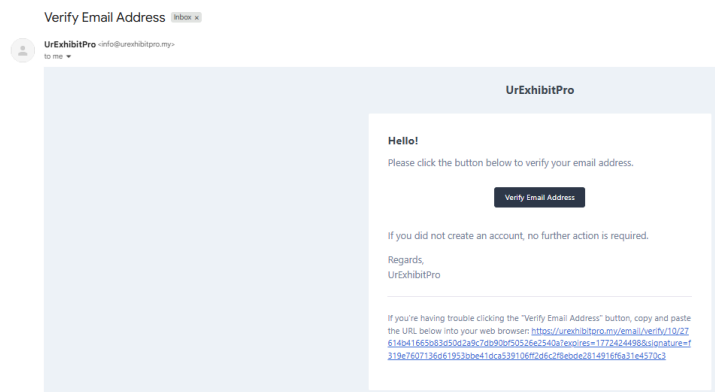 Verify Email Address Inbox x
UrExhibitPro <info@urexhibitpro.my>
to me
UrExhibitPro
Hello!
Please click the button below to verify your email address.
Verify Email Address
If you did not create an account, no further action is required.
Regards,
UrExhibitPro
If you're having trouble clicking the "Verify Email Address" button, copy and paste
the URL below into your web browser: https://urexhibitpro.my/email/verify/10/27
614b41665b83d50d2a9c7db90bf50526e2540a?expires=1772424498&signature=f
319e7607136d61953bbe41dca539106ff2d6c2f8ebde2814916f6a31e4570c3